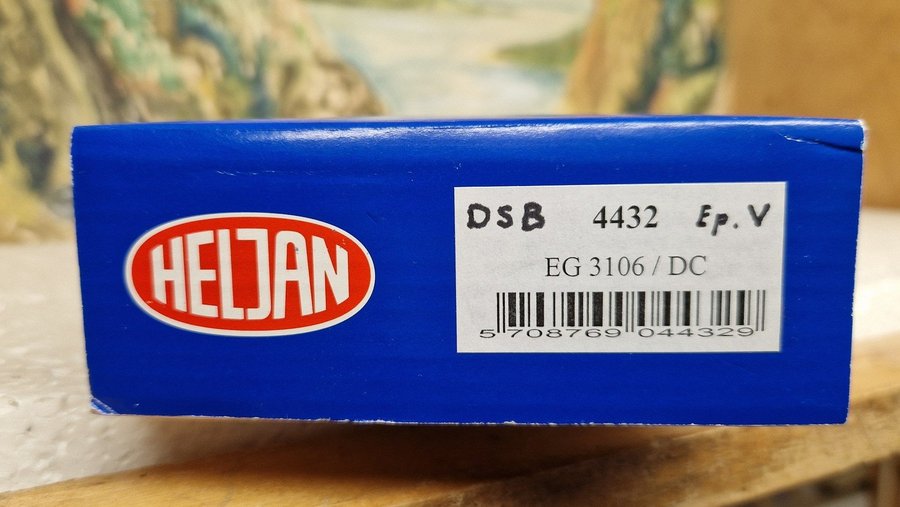 HELJAN
DSB 4432 Ep. V
EG 3106 / DC
5 708769 044329